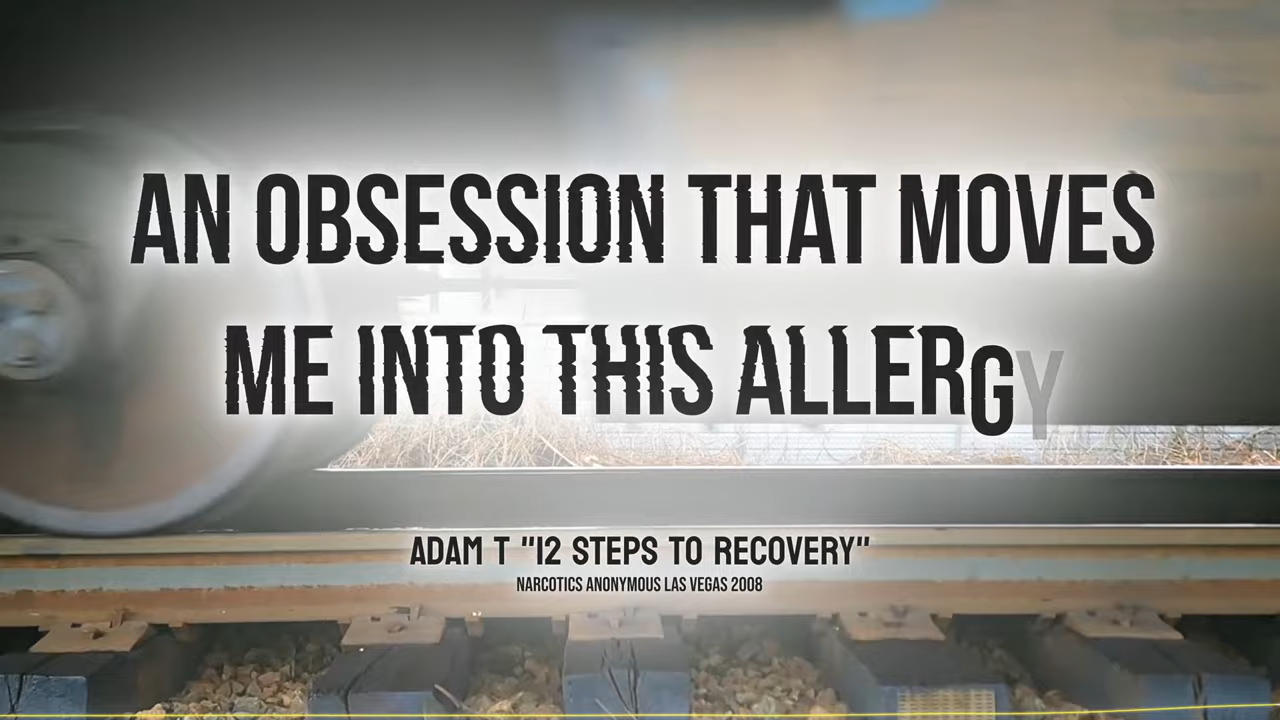 AN OBSESSION THAT MOVES
ME INTO THIS ALLERGY
ADAM T "12 STEPS TO RECOVERY"
NARCOTICS ANONYMOUS LAS VEGAS 2008